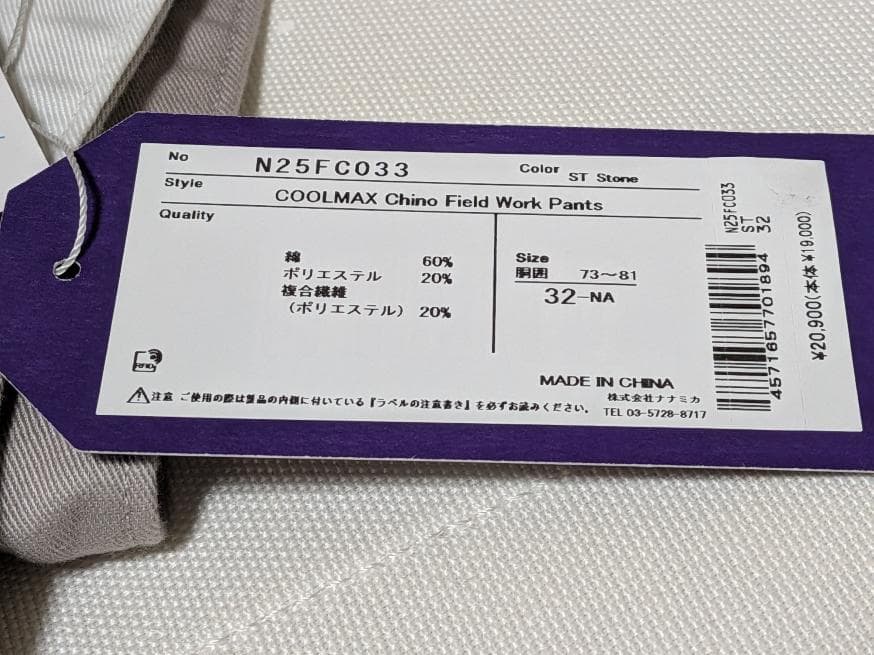 No N25FC033 Color ST Stone
Style COOLMAX Chino Field Work Pants
Quality
綿 60%
ポリエステル 20%
複合繊維
（ポリエステル） 20%
Size
胴囲 73～81
32-NA
RFID
MADE IN CHINA
⚠注意 ご使用の際は製品の内側に付いている『ラベルの注意書き』を必ずお読みください。
株式会社ナナミカ
TEL 03-5728-8717
N25FC033
ST
32
4571657701894
¥20,900(本体 ¥19,000)